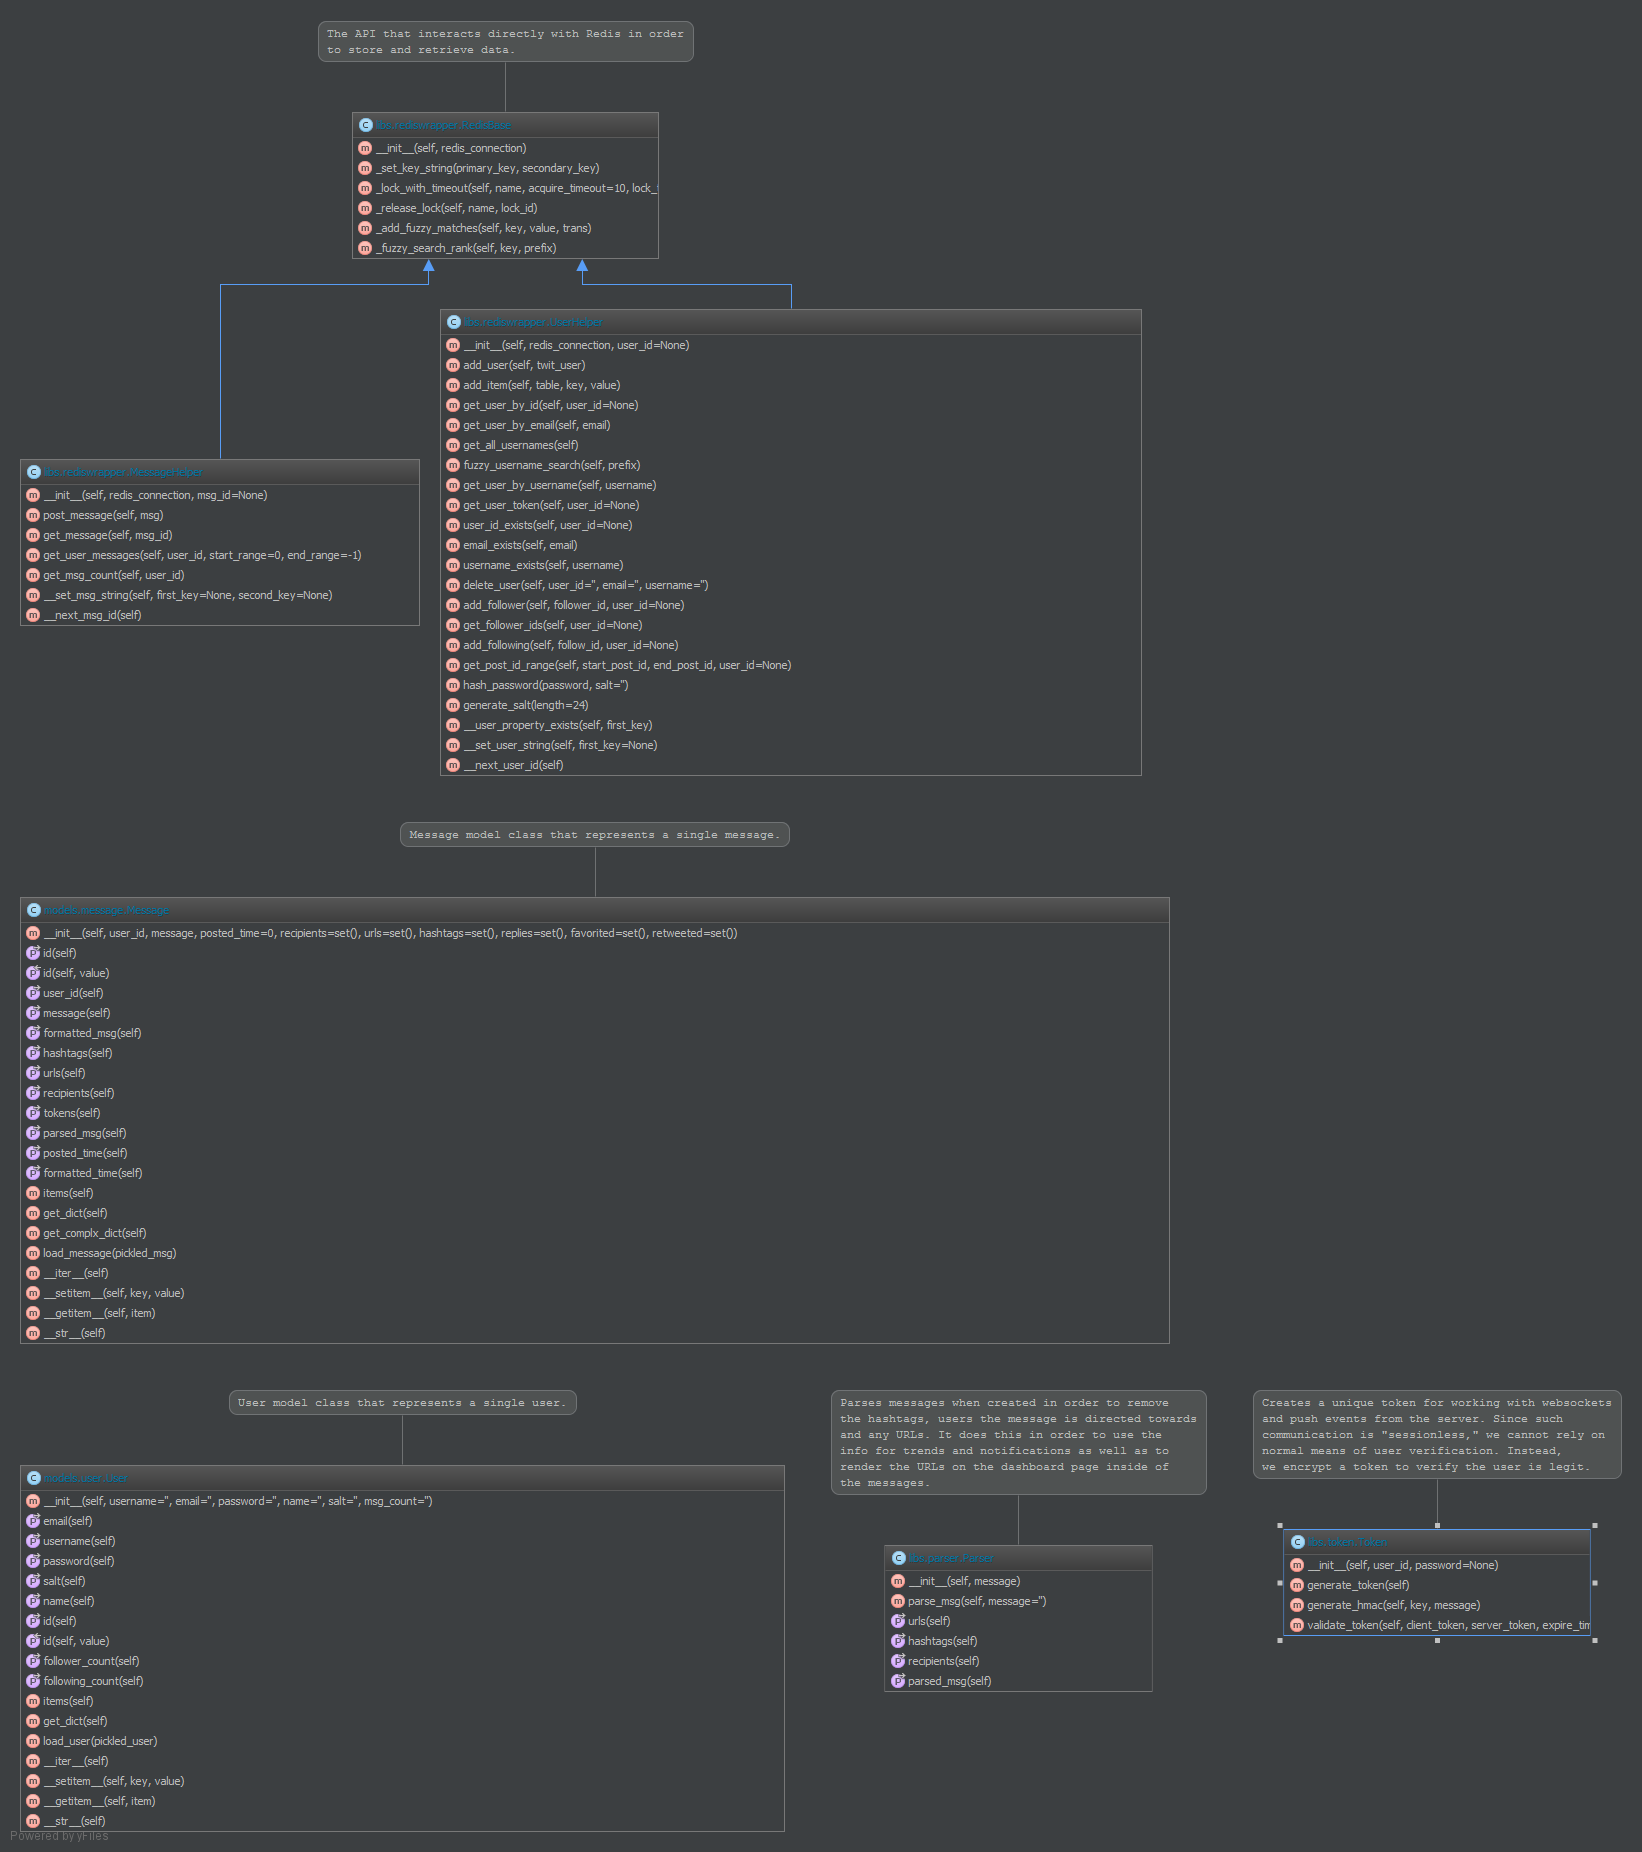 The API that interacts directly with Redis in order
to store and retrieve data.
libs.rediswrapper.RedisBase
__init__(self, redis_connection)
_set_key_string(primary_key, secondary_key)
_lock_with_timeout(self, name, acquire_timeout=10, lock_
_release_lock(self, name, lock_id)
_add_fuzzy_matches(self, key, value, trans)
_fuzzy_search_rank(self, key, prefix)
libs.rediswrapper.UserHelper
__init__(self, redis_connection, user_id=None)
add_user(self, twit_user)
add_item(self, table, key, value)
get_user_by_id(self, user_id=None)
get_user_by_email(self, email)
get_all_usernames(self)
fuzzy_username_search(self, prefix)
get_user_by_username(self, username)
get_user_token(self, user_id=None)
user_id_exists(self, user_id=None)
email_exists(self, email)
username_exists(self, username)
delete_user(self, user_id='', email='', username='')
add_follower(self, follower_id, user_id=None)
get_follower_ids(self, user_id=None)
add_following(self, follow_id, user_id=None)
get_post_id_range(self, start_post_id, end_post_id, user_id=None)
hash_password(password, salt='')
generate_salt(length=24)
__user_property_exists(self, first_key)
__set_user_string(self, first_key=None)
__next_user_id(self)
libs.rediswrapper.MessageHelper
__init__(self, redis_connection, msg_id=None)
post_message(self, msg)
get_message(self, msg_id)
get_user_messages(self, user_id, start_range=0, end_range=-1)
get_msg_count(self, user_id)
__set_msg_string(self, first_key=None, second_key=None)
__next_msg_id(self)
Message model class that represents a single message.
models.message.Message
__init__(self, user_id, message, posted_time=0, recipients=set(), urls=set(), hashtags=set(), replies=set(), favorited=set(), retweeted=set())
id(self)
id(self, value)
user_id(self)
message(self)
formatted_msg(self)
hashtags(self)
urls(self)
recipients(self)
tokens(self)
parsed_msg(self)
posted_time(self)
formatted_time(self)
items(self)
get_dict(self)
get_complx_dict(self)
load_message(pickled_msg)
__iter__(self)
__setitem__(self, key, value)
__getitem__(self, item)
__str__(self)
User model class that represents a single user.
models.user.User
__init__(self, username='', email='', password='', name='', salt='', msg_count='')
email(self)
username(self)
password(self)
salt(self)
name(self)
id(self)
id(self, value)
follower_count(self)
following_count(self)
items(self)
get_dict(self)
load_user(pickled_user)
__iter__(self)
__setitem__(self, key, value)
__getitem__(self, item)
__str__(self)
Parses messages when created in order to remove
the hashtags, users the message is directed towards
and any URLs. It does this in order to use the
info for trends and notifications as well as to
render the URLs on the dashboard page inside of
the messages.
libs.parser.Parser
__init__(self, message)
parse_msg(self, message='')
urls(self)
hashtags(self)
recipients(self)
parsed_msg(self)
Creates a unique token for working with websockets
and push events from the server. Since such
communication is "sessionless," we cannot rely on
normal means of user verification. Instead,
we encrypt a token to verify the user is legit.
libs.token.Token
__init__(self, user_id, password=None)
generate_token(self)
generate_hmac(self, key, message)
validate_token(self, client_token, server_token, expire_tim
Powered by yFiles